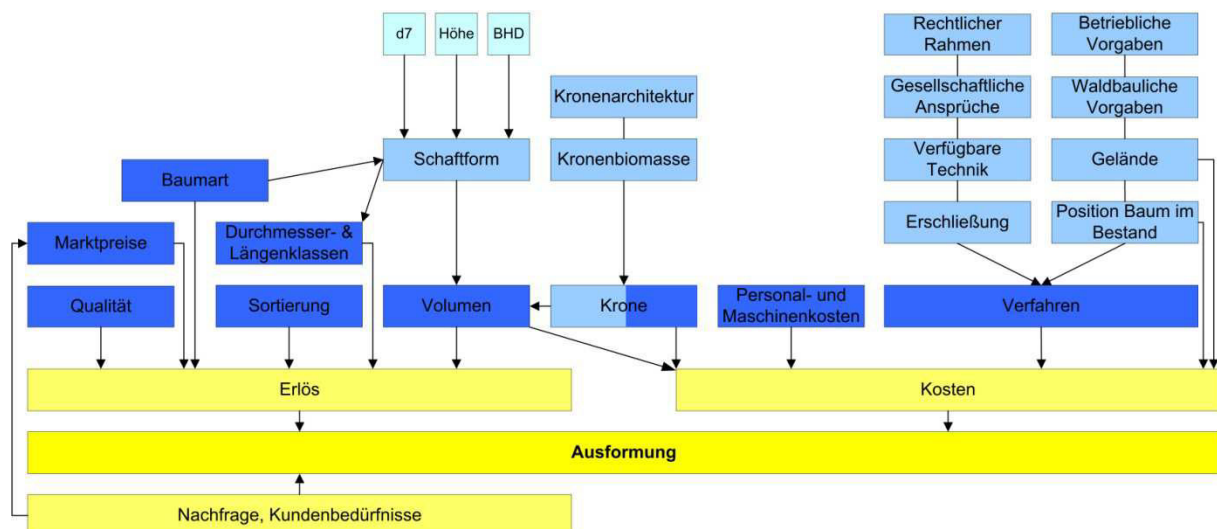 d7
Höhe
BHD
Rechtlicher
Rahmen
Betriebliche
Vorgaben
Kronenarchitektur
Gesellschaftliche
Ansprüche
Waldbauliche
Vorgaben
Schaftform
Kronenbiomasse
Verfügbare
Technik
Gelände
Baumart
Marktpreise
Durchmesser- &
Längenklassen
Erschließung
Position Baum im
Bestand
Qualität
Sortierung
Volumen
Krone
Personal- und
Maschinenkosten
Verfahren
Erlös
Kosten
Ausformung
Nachfrage, Kundenbedürfnisse